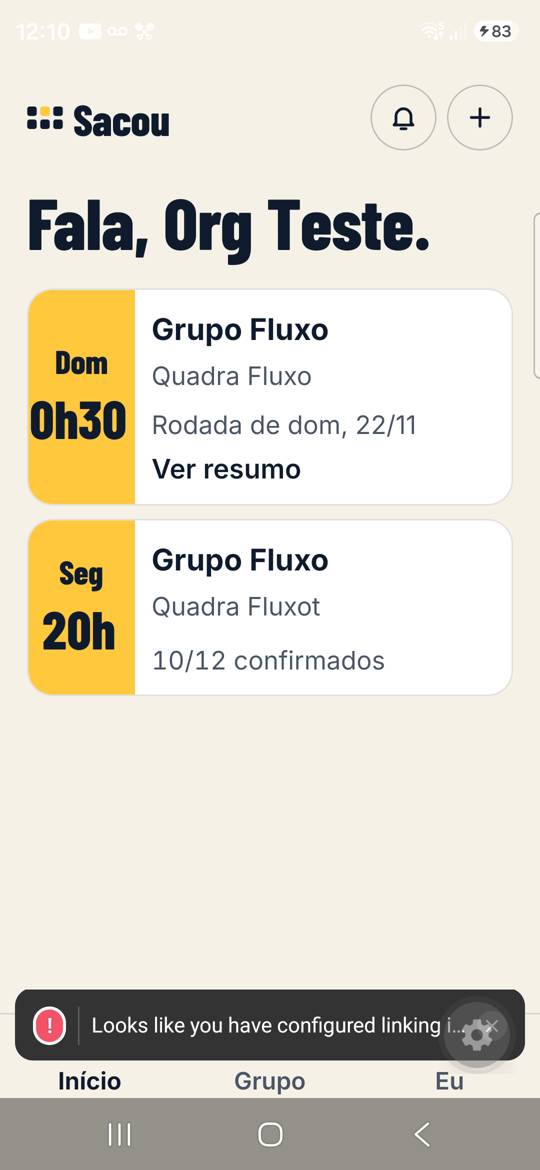 12:10
83
Sacou
Fala, Org Teste.
Dom
0h30
Grupo Fluxo
Quadra Fluxo
Rodada de dom, 22/11
Ver resumo
Seg
20h
Grupo Fluxo
Quadra Fluxot
10/12 confirmados
! Looks like you have configured linking i...
Início
Grupo
Eu